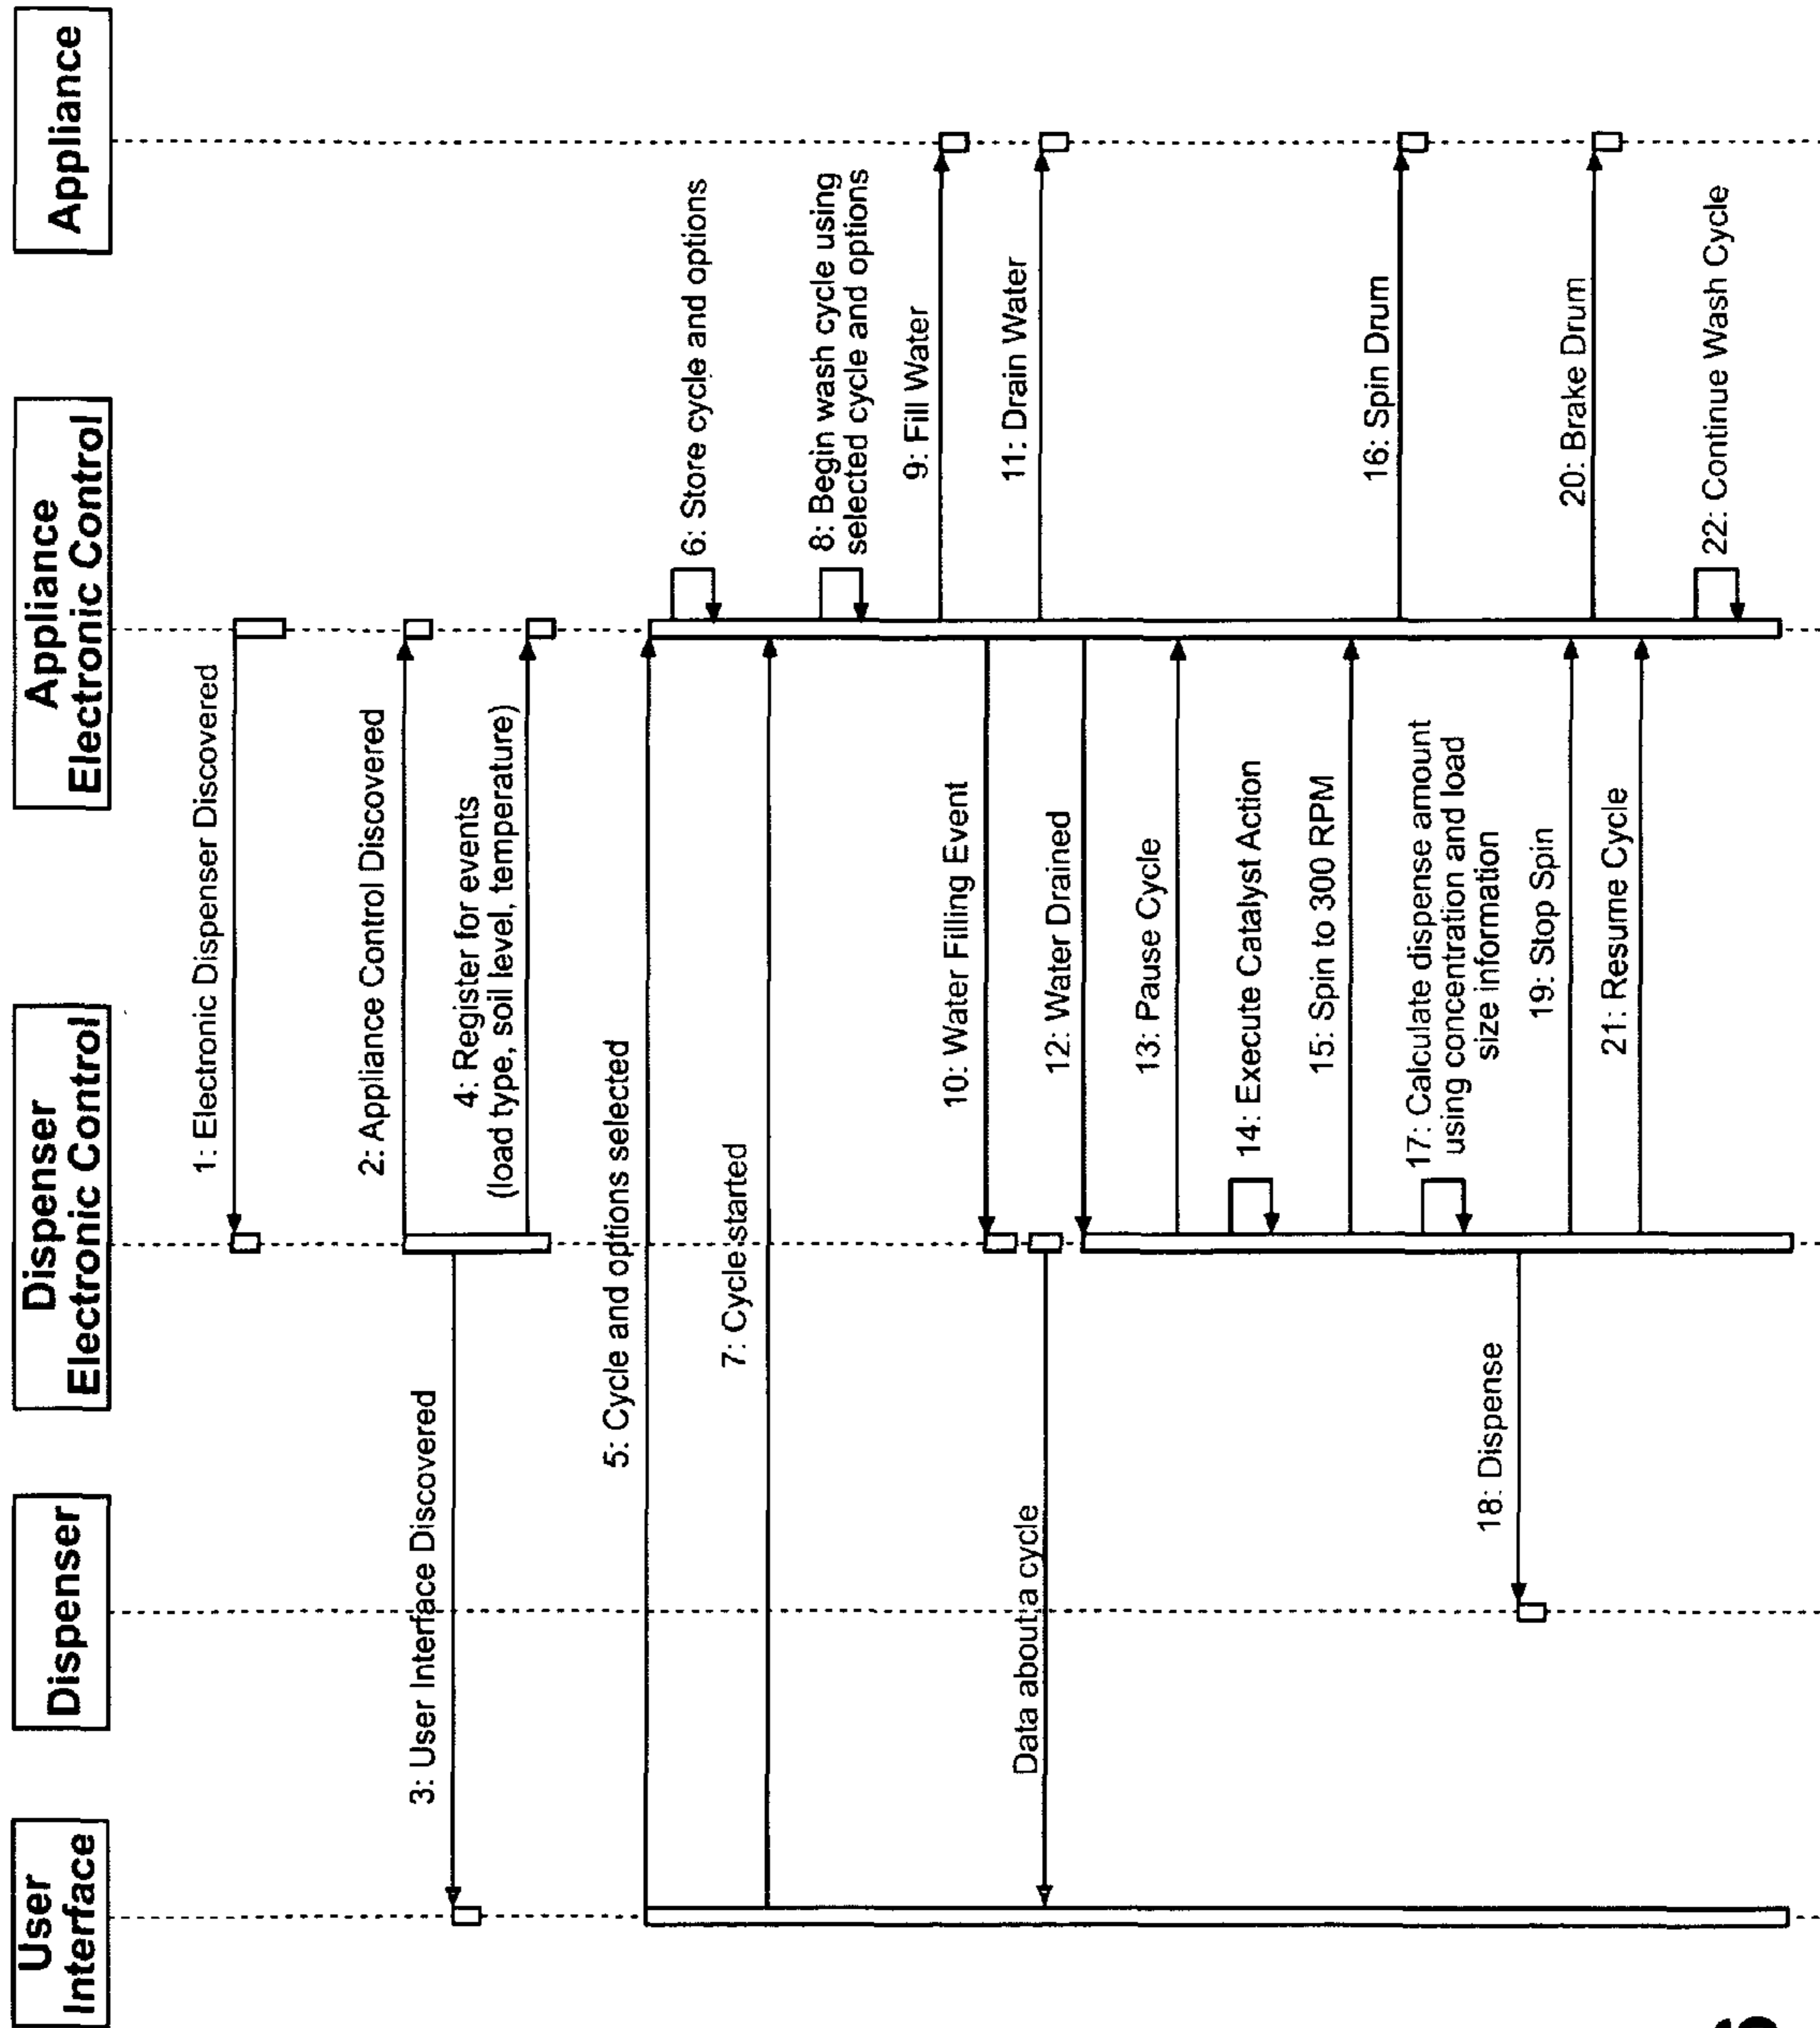 User
Interface
Dispenser
Dispenser
Electronic Control
Appliance
Electronic Control
Appliance
1: Electronic Dispenser Discovered
2: Appliance Control Discovered
3: User Interface Discovered
4: Register for events
(load type, soil level, temperature)
5: Cycle and options selected
6: Store cycle and options
7: Cycle started
8: Begin wash cycle using
selected cycle and options
9: Fill Water
10: Water Filling Event
11: Drain Water
Data about a cycle
12: Water Drained
13: Pause Cycle
14: Execute Catalyst Action
15: Spin to 300 RPM
16: Spin Drum
17: Calculate dispense amount
using concentration and load
size information
18: Dispense
19: Stop Spin
20: Brake Drum
21: Resume Cycle
22: Continue Wash Cycle